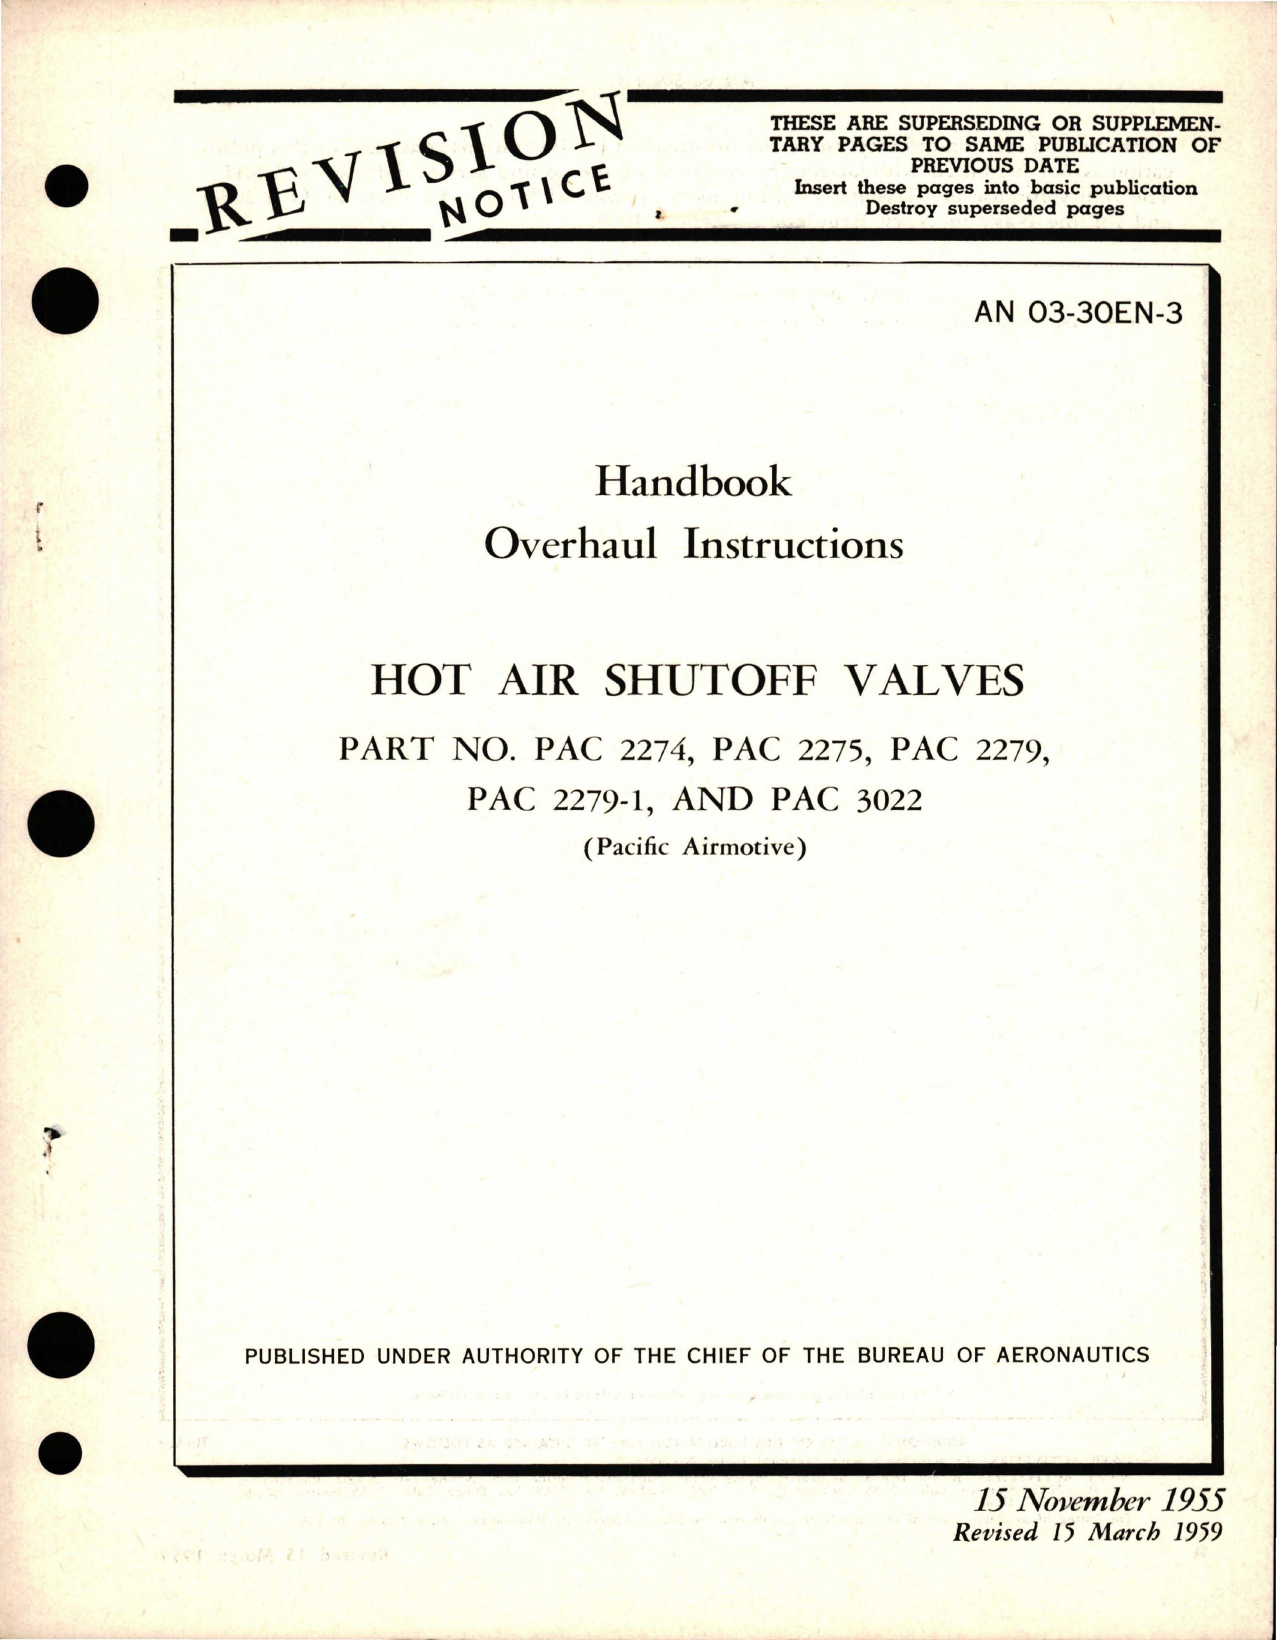 REVISION
NOTICE
THESE ARE SUPERSEDING OR SUPPLEMEN-
TARY PAGES TO SAME PUBLICATION OF
PREVIOUS DATE
Insert these pages into basic publication
Destroy superseded pages
AN 03-30EN-3
Handbook
Overhaul Instructions
HOT AIR SHUTOFF VALVES
PART NO. PAC 2274, PAC 2275, PAC 2279,
PAC 2279-1, AND PAC 3022
(Pacific Airmotive)
PUBLISHED UNDER AUTHORITY OF THE CHIEF OF THE BUREAU OF AERONAUTICS
15 November 1955
Revised 15 March 1959